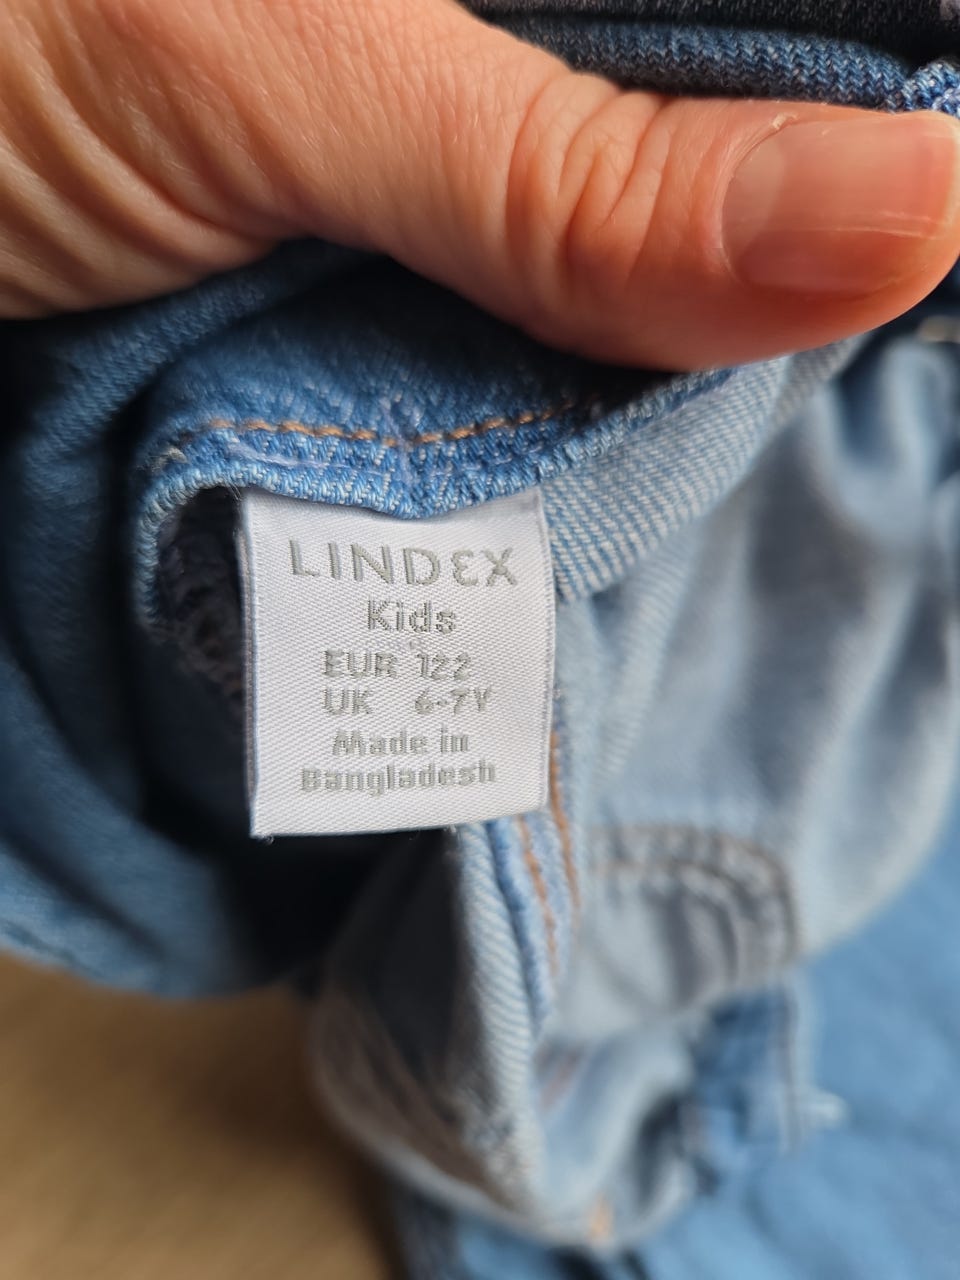 LINDEX
Kids
EUR 122
UK 6-7Y
Made in
Bangladesh